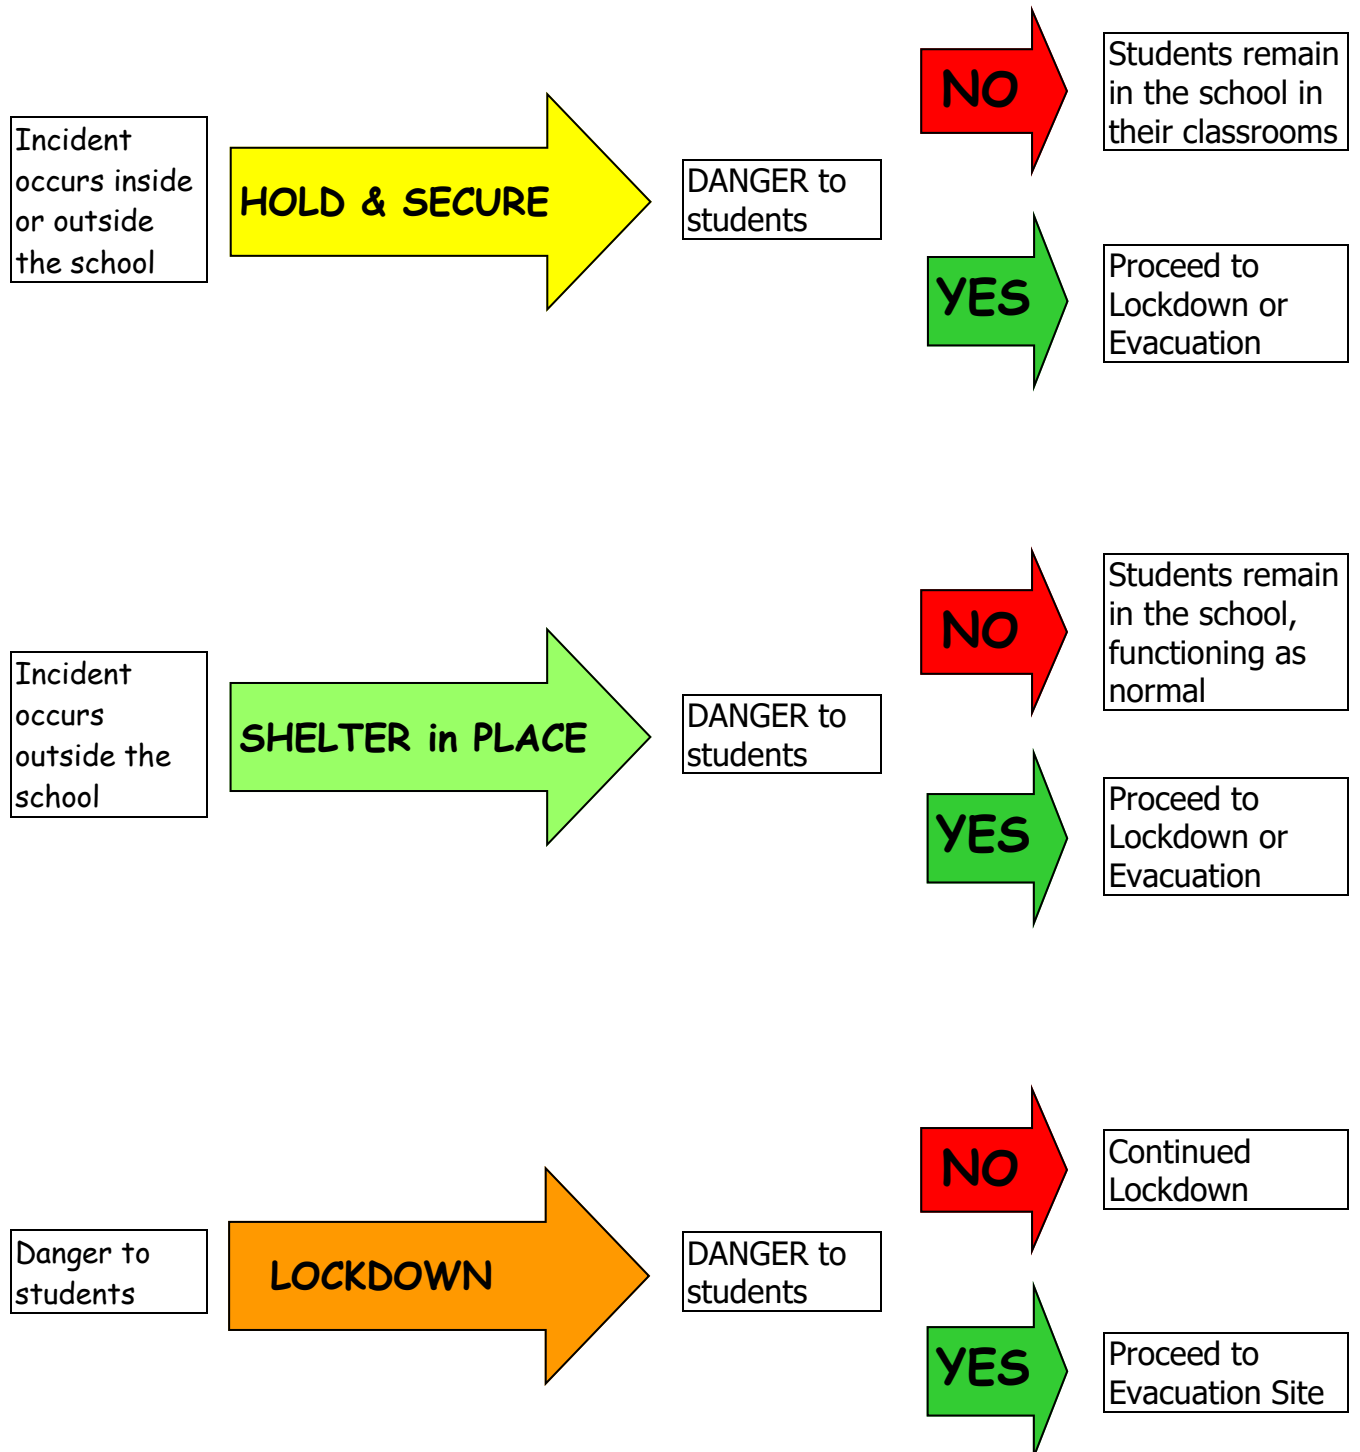 Incident
occurs inside
or outside
the school
HOLD & SECURE
DANGER to
students
NO
Students remain
in the school in
their classrooms
YES
Proceed to
Lockdown or
Evacuation
Incident
occurs
outside the
school
SHELTER in PLACE
DANGER to
students
NO
Students remain
in the school,
functioning as
normal
YES
Proceed to
Lockdown or
Evacuation
Danger to
students
LOCKDOWN
DANGER to
students
NO
Continued
Lockdown
YES
Proceed to
Evacuation Site